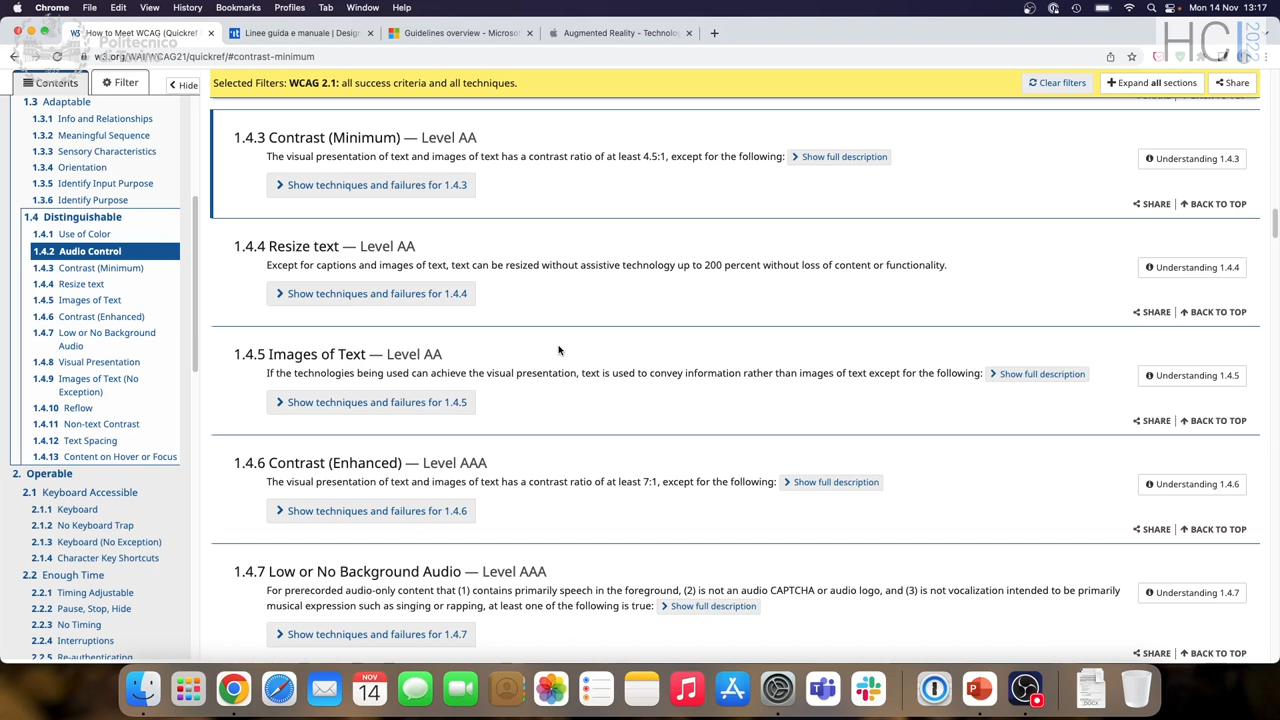 Chrome File Edit View History Bookmarks Profiles Tab Window Help
Mon 14 Nov 13:17
How to Meet WCAG (Quickref
Linee guida e manuale | Desig
Guidelines overview - Microso
Augmented Reality - Technolo
Politecnico
HCI 2022
w3.org/WAI/WCAG21/quickref/#contrast-minimum
Contents
Filter
Hide
Selected Filters: WCAG 2.1: all success criteria and all techniques.
Clear filters
Expand all sections
Share
1.3 Adaptable
1.3.1 Info and Relationships
1.3.2 Meaningful Sequence
1.3.3 Sensory Characteristics
1.3.4 Orientation
1.3.5 Identify Input Purpose
1.3.6 Identify Purpose
1.4 Distinguishable
1.4.1 Use of Color
1.4.2 Audio Control
1.4.3 Contrast (Minimum)
1.4.4 Resize text
1.4.5 Images of Text
1.4.6 Contrast (Enhanced)
1.4.7 Low or No Background
Audio
1.4.8 Visual Presentation
1.4.9 Images of Text (No
Exception)
1.4.10 Reflow
1.4.11 Non-text Contrast
1.4.12 Text Spacing
1.4.13 Content on Hover or Focus
2. Operable
2.1 Keyboard Accessible
2.1.1 Keyboard
2.1.2 No Keyboard Trap
2.1.3 Keyboard (No Exception)
2.1.4 Character Key Shortcuts
2.2 Enough Time
2.2.1 Timing Adjustable
2.2.2 Pause, Stop, Hide
2.2.3 No Timing
2.2.4 Interruptions
2.2.5 Re-authenticating
1.4.3 Contrast (Minimum) — Level AA
The visual presentation of text and images of text has a contrast ratio of at least 4.5:1, except for the following: Show full description
Understanding 1.4.3
Show techniques and failures for 1.4.3
SHARE | BACK TO TOP
1.4.4 Resize text — Level AA
Except for captions and images of text, text can be resized without assistive technology up to 200 percent without loss of content or functionality.
Understanding 1.4.4
Show techniques and failures for 1.4.4
SHARE | BACK TO TOP
1.4.5 Images of Text — Level AA
If the technologies being used can achieve the visual presentation, text is used to convey information rather than images of text except for the following: Show full description
Understanding 1.4.5
Show techniques and failures for 1.4.5
SHARE | BACK TO TOP
1.4.6 Contrast (Enhanced) — Level AAA
The visual presentation of text and images of text has a contrast ratio of at least 7:1, except for the following: Show full description
Understanding 1.4.6
Show techniques and failures for 1.4.6
SHARE | BACK TO TOP
1.4.7 Low or No Background Audio — Level AAA
For prerecorded audio-only content that (1) contains primarily speech in the foreground, (2) is not an audio CAPTCHA or audio logo, and (3) is not vocalization intended to be primarily
musical expression such as singing or rapping, at least one of the following is true: Show full description
Understanding 1.4.7
Show techniques and failures for 1.4.7
SHARE | BACK TO TOP
NOV
14
.DOCX